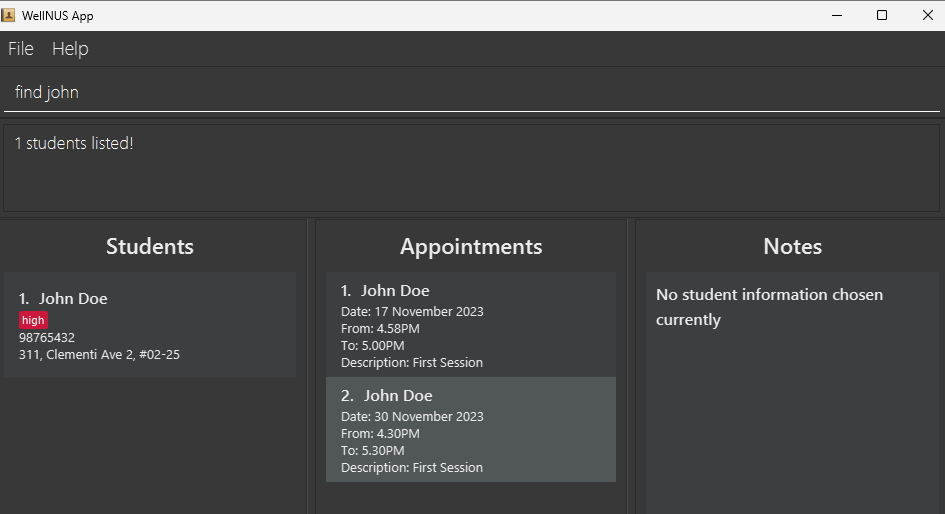 WellNUS App
File Help
find john
1 students listed!
Students
1. John Doe
high
98765432
311, Clementi Ave 2, #02-25
Appointments
1. John Doe
Date: 17 November 2023
From: 4.58PM
To: 5.00PM
Description: First Session
2. John Doe
Date: 30 November 2023
From: 4.30PM
To: 5.30PM
Description: First Session
Notes
No student information chosen
currently